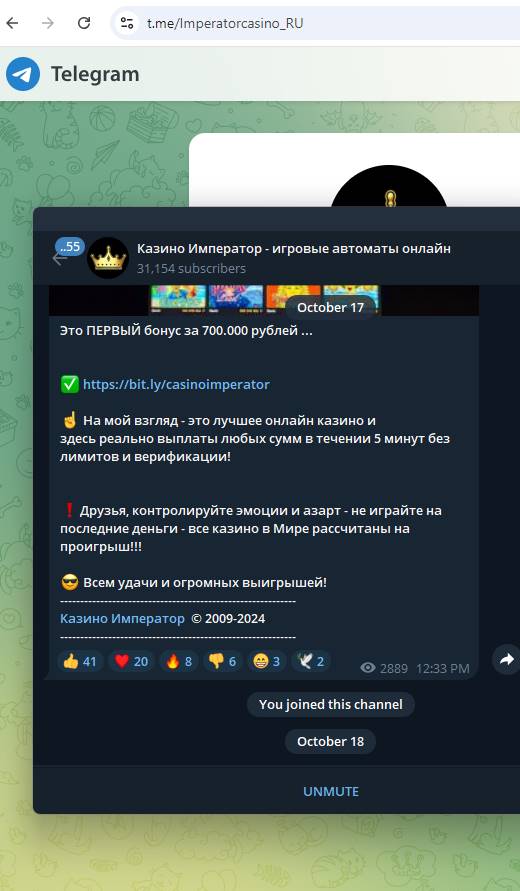 t.me/Imperatorcasino_RU
Telegram
..55
Казино Император - игровые автоматы онлайн
31,154 subscribers
October 17
Это ПЕРВЫЙ бонус за 700.000 рублей ...
✅ https://bit.ly/casinoimperator
☝ На мой взгляд - это лучшее онлайн казино и
здесь реально выплаты любых сумм в течении 5 минут без
лимитов и верификации!
❗ Друзья, контролируйте эмоции и азарт - не играйте на
последние деньги - все казино в Мире рассчитаны на
проигрыш!!!
😎 Всем удачи и огромных выигрышей!
-----------------------------------------------------------
Казино Император © 2009-2024
-----------------------------------------------------------
👍 41 ❤ 20 🔥 8 👎 6 😁 3 🕊 2 2889 12:33 PM
You joined this channel
October 18
UNMUTE